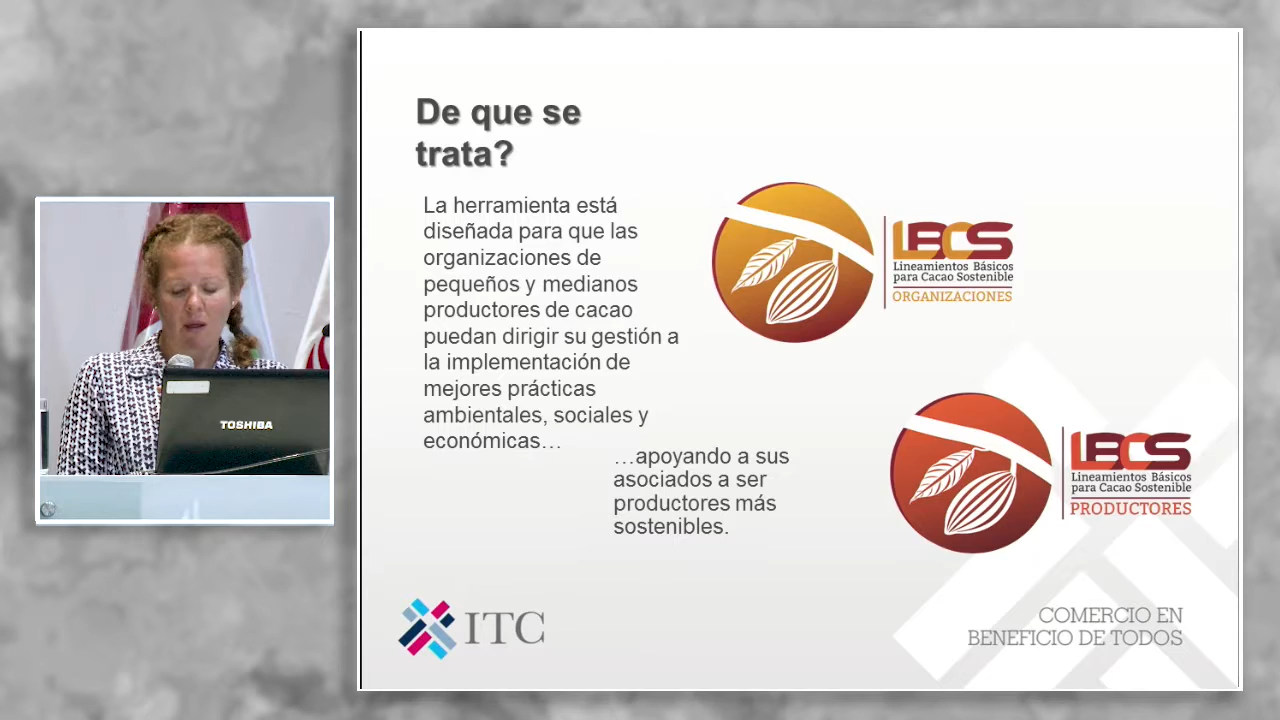 De que se
trata?
La herramienta está
diseñada para que las
organizaciones de
pequeños y medianos
productores de cacao
puedan dirigir su gestión a
la implementación de
mejores prácticas
ambientales, sociales y
económicas…
…apoyando a sus
asociados a ser
productores más
sostenibles.
LBCS
Lineamientos Básicos
para Cacao Sostenible
ORGANIZACIONES
LBCS
Lineamientos Básicos
para Cacao Sostenible
PRODUCTORES
TOSHIBA
ITC
COMERCIO EN
BENEFICIO DE TODOS